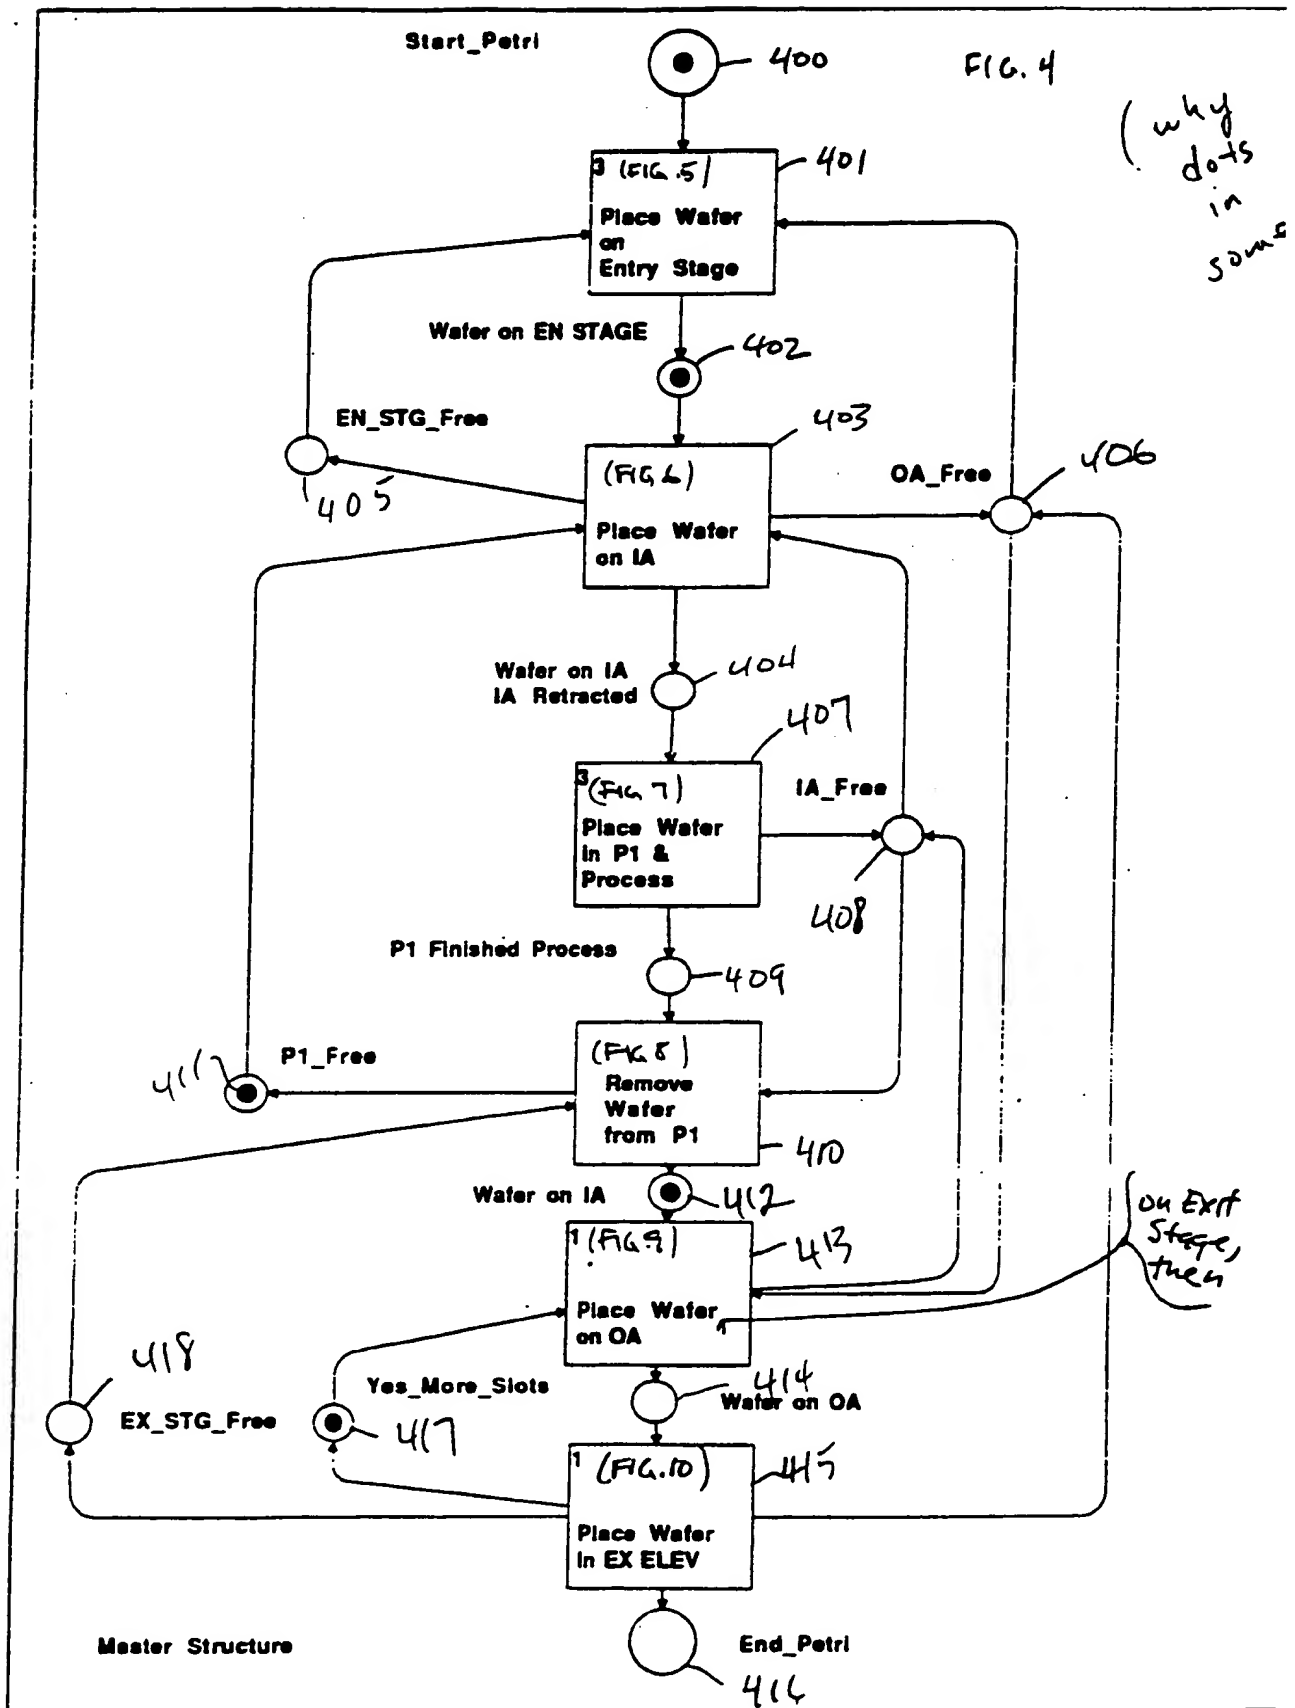 Start_Petri
400
FIG. 4
(why
dots
in
some
3 (FIG. 5)
401
Place Wafer
on
Entry Stage
Wafer on EN STAGE
402
EN_STG_Free
405
403
(FIG. 6)
Place Wafer
on IA
OA_Free
406
Wafer on IA
IA Retracted
404
407
3 (FIG. 7)
Place Wafer
in P1 &
Process
IA_Free
408
P1 Finished Process
409
P1_Free
411
(FIG. 8)
Remove
Wafer
from P1
410
Wafer on IA
412
1 (FIG. 9)
413
Place Wafer
on OA
on Exit
Stage,
then
418
EX_STG_Free
Yes_More_Slots
417
414
Wafer on OA
1 (FIG. 10)
415
Place Wafer
in EX ELEV
Master Structure
End_Petri
416